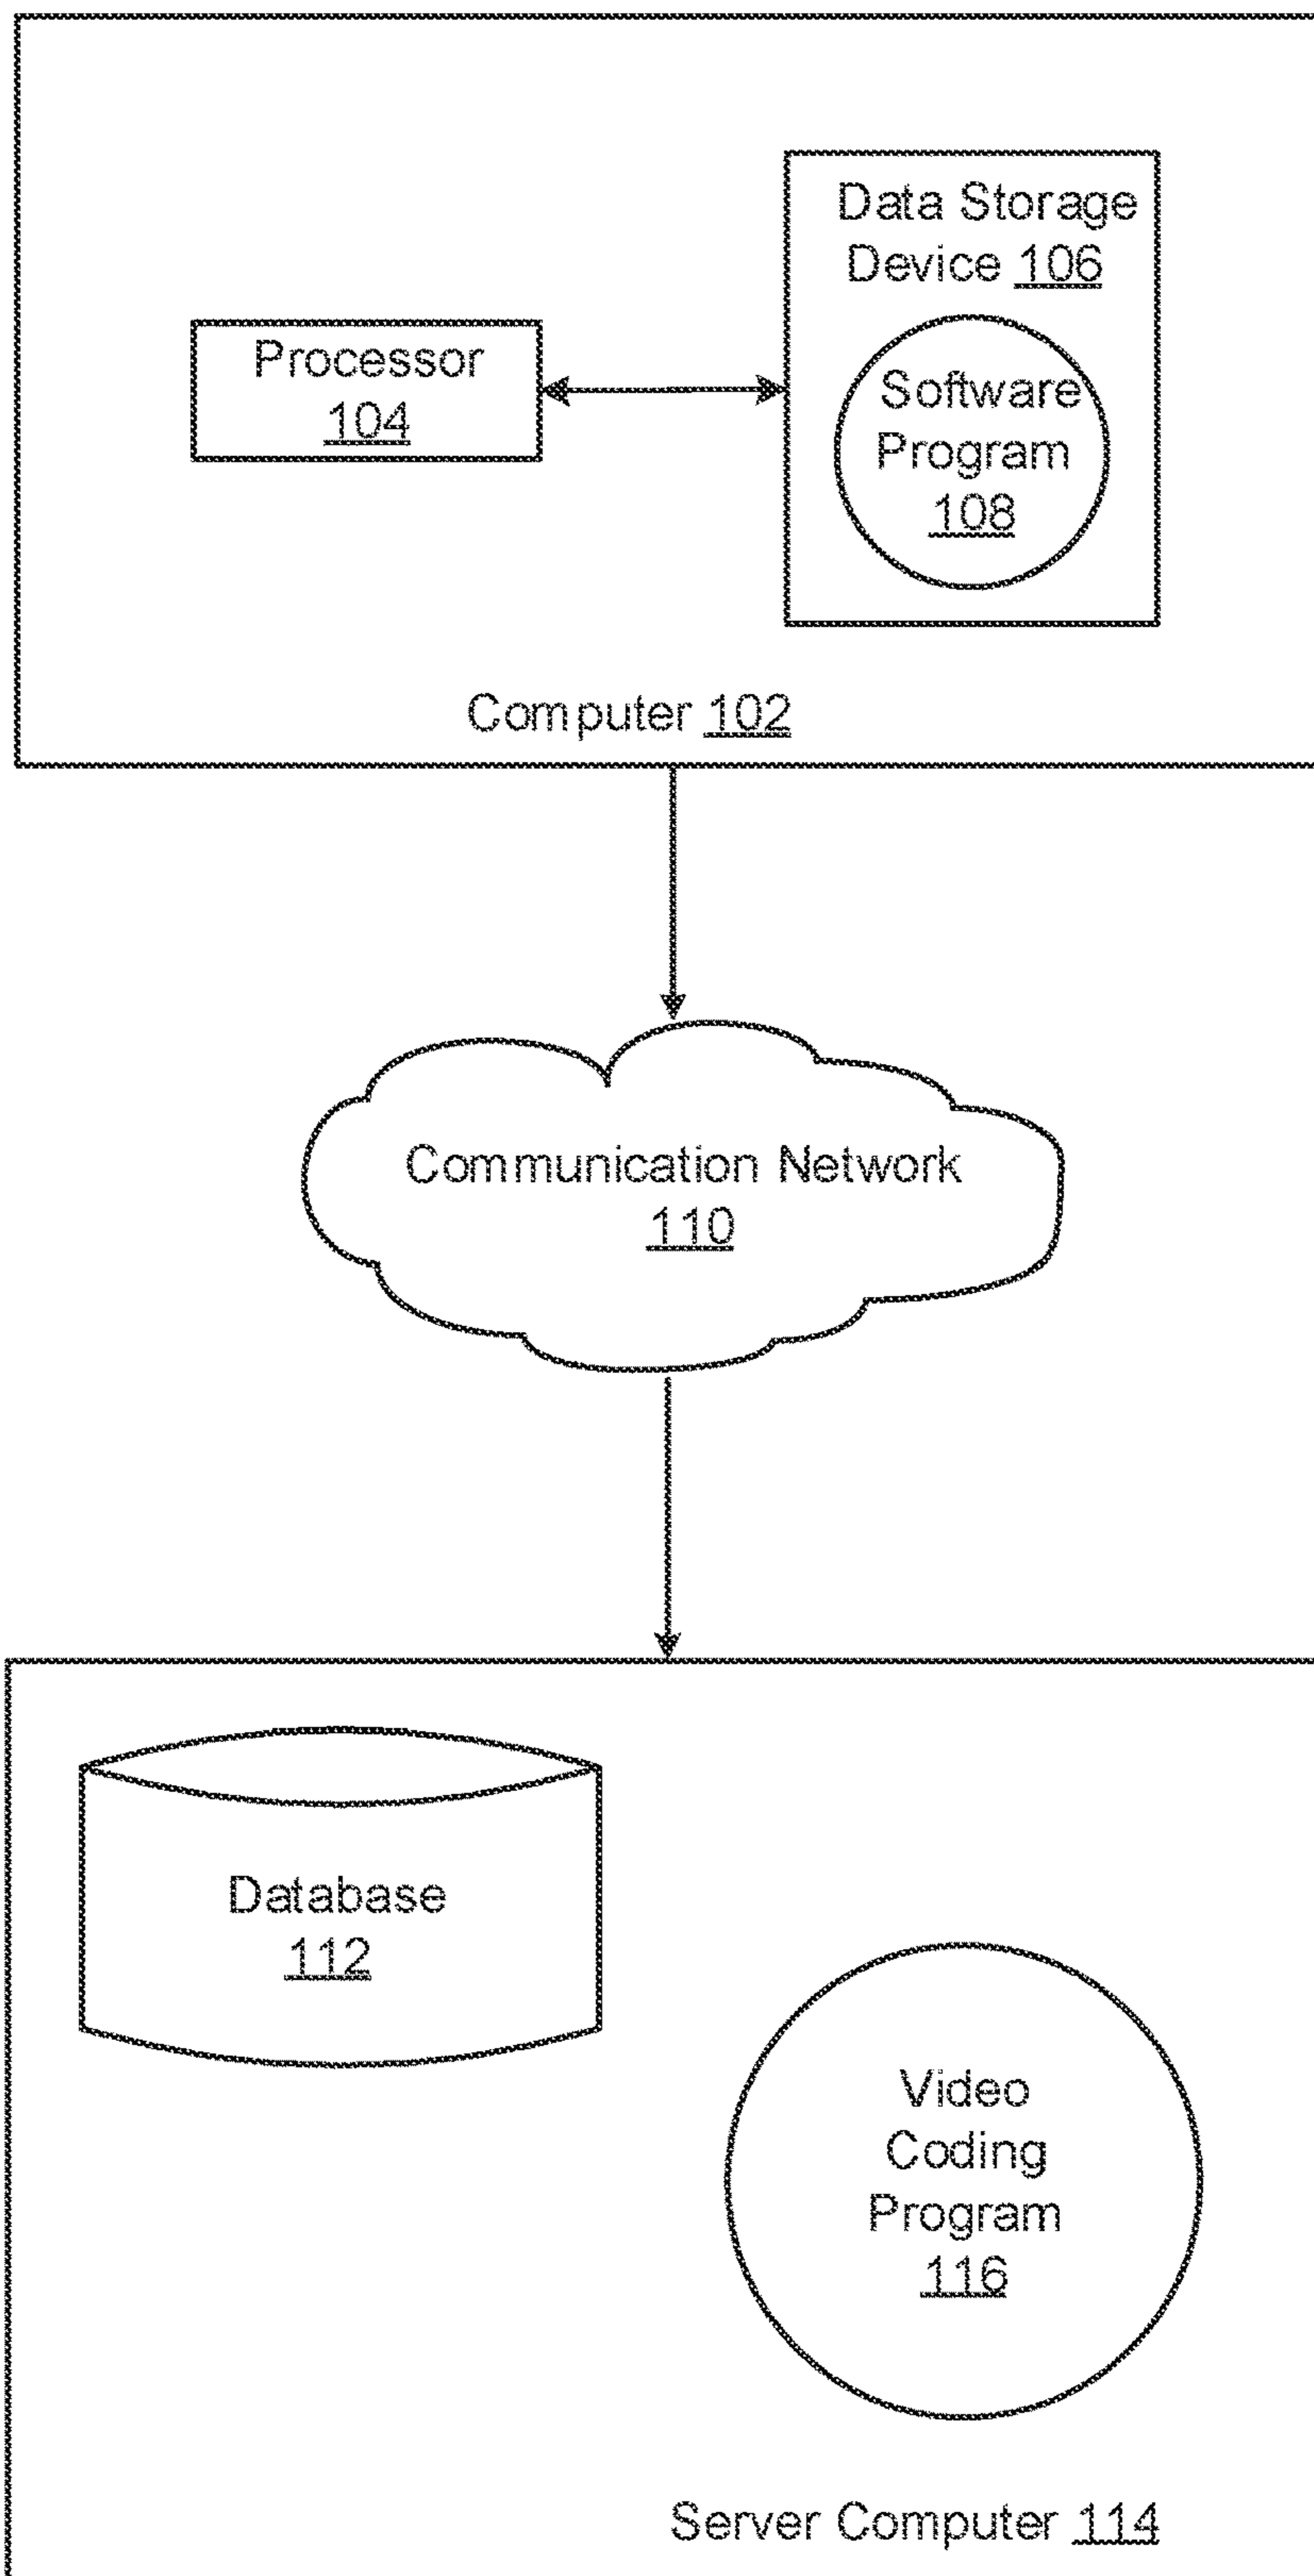 Data Storage
Device 106
Processor
104
Software
Program
108
Computer 102
Communication Network
110
Database
112
Video
Coding
Program
116
Server Computer 114